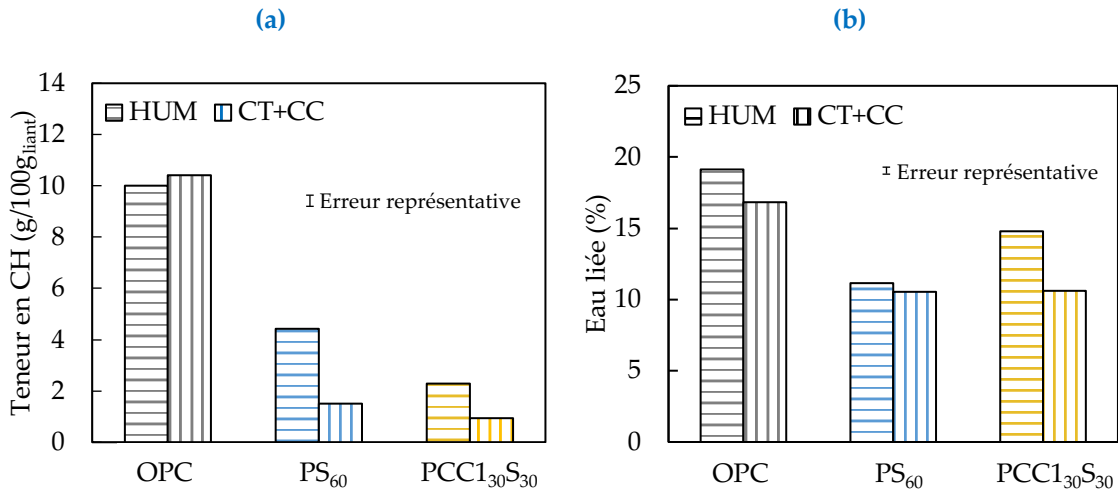 (a)
Teneur en CH (g/100g_liant)
14
12
10
8
6
4
2
0
HUM CT+CC
Erreur représentative
OPC PS₆₀ PCC1₃₀S₃₀
(b)
Eau liée (%)
25
20
15
10
5
0
HUM CT+CC
Erreur représentative
OPC PS₆₀ PCC1₃₀S₃₀